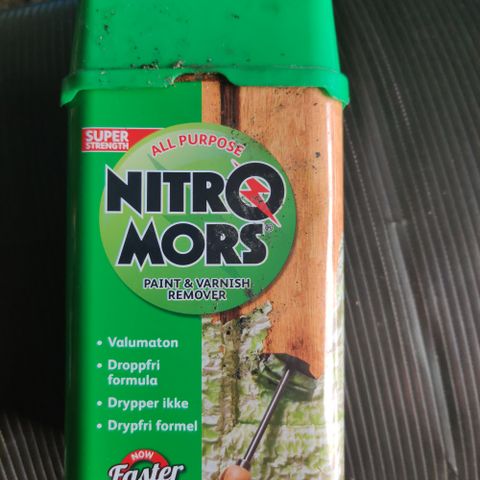 SUPER
STRENGTH
ALL PURPOSE
NITRO
MORS®
PAINT & VARNISH
REMOVER
• Valumaton
• Droppfri
formula
• Drypper ikke
• Drypfri formel
NOW
Faster